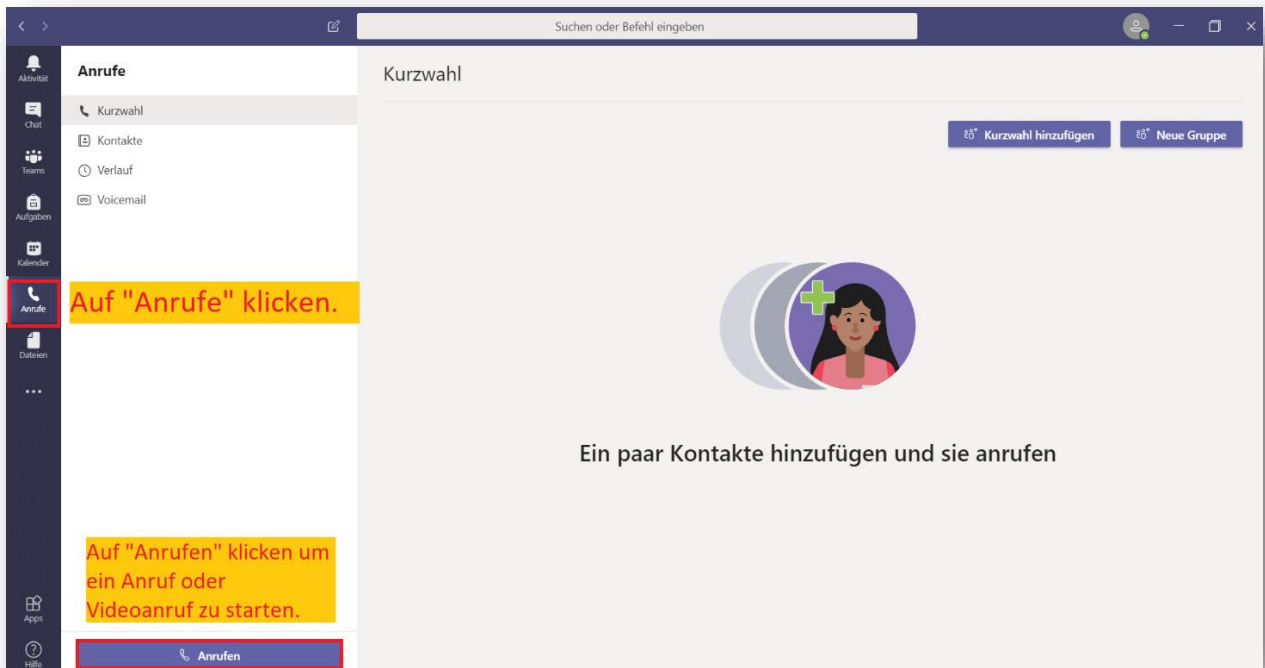 Suchen oder Befehl eingeben
Aktivität
Chat
Teams
Aufgaben
Kalender
Anrufe
Dateien
Apps
Hilfe
Anrufe
Kurzwahl
Kontakte
Verlauf
Voicemail
Auf "Anrufe" klicken.
Auf "Anrufen" klicken um
ein Anruf oder
Videoanruf zu starten.
Anrufen
Kurzwahl
Kurzwahl hinzufügen
Neue Gruppe
Ein paar Kontakte hinzufügen und sie anrufen